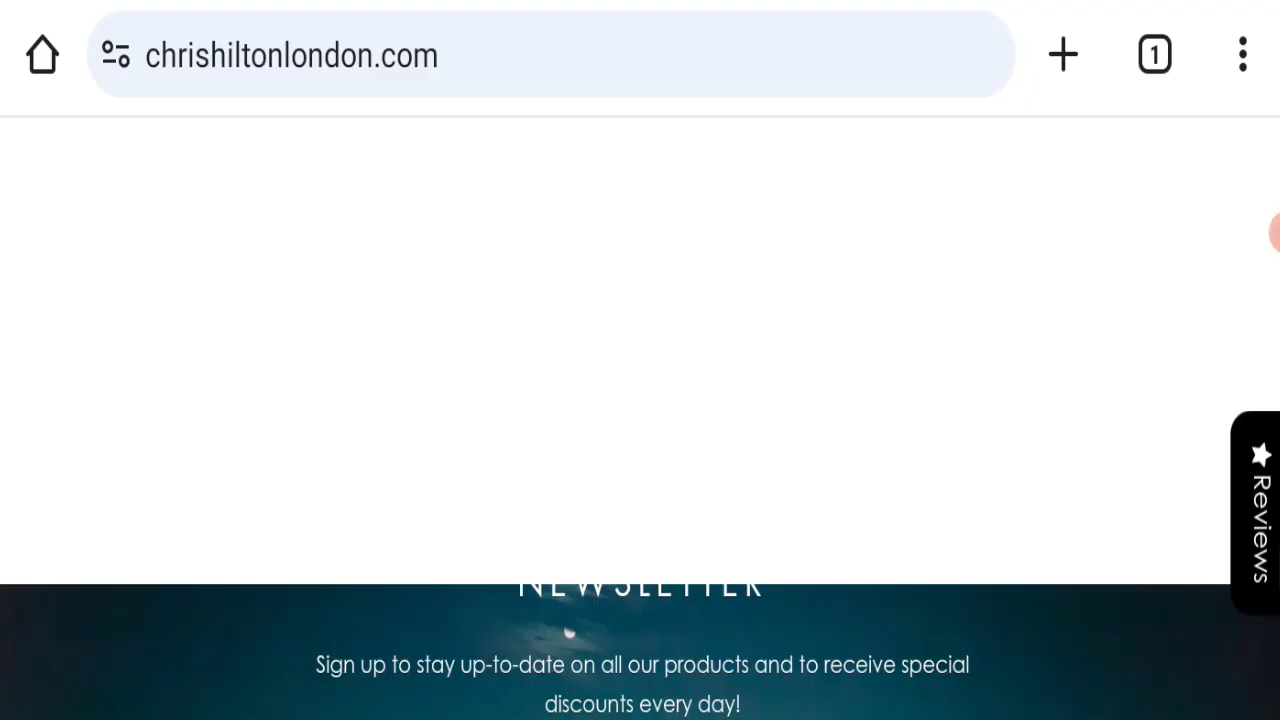 chrishiltonlondon.com
1
Reviews
NEWSLETTER
Sign up to stay up-to-date on all our products and to receive special
discounts every day!